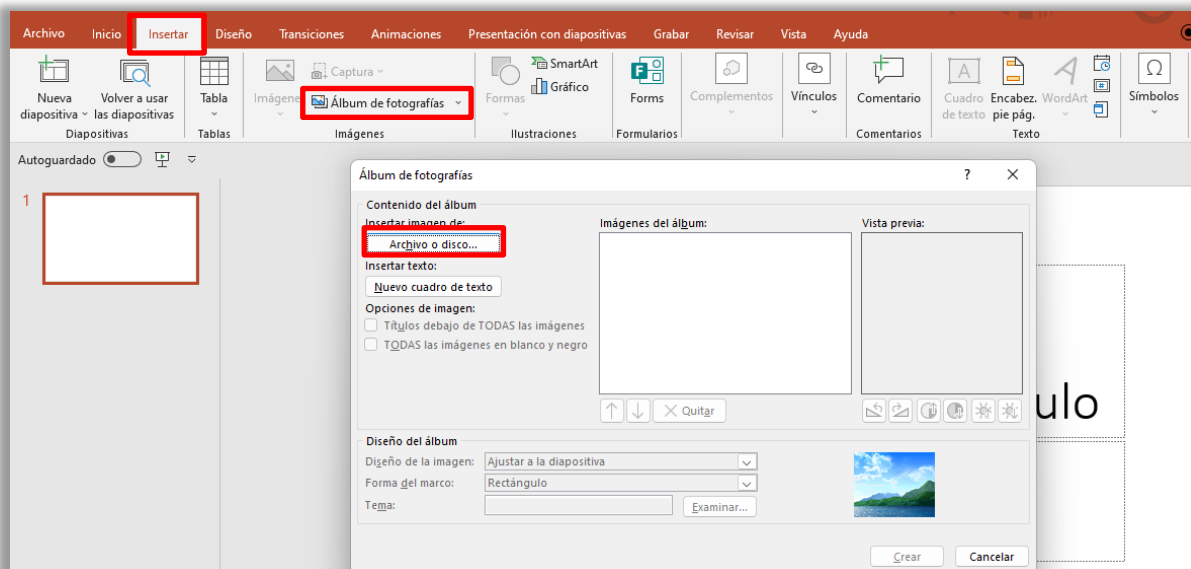 Archivo Inicio Insertar Diseño Transiciones Animaciones Presentación con diapositivas Grabar Revisar Vista Ayuda
Nueva diapositiva
Volver a usar las diapositivas
Diapositivas
Tabla
Tablas
Imágene
Captura
Álbum de fotografías
Imágenes
Formas
SmartArt
Gráfico
Ilustraciones
Forms
Formularios
Complementos
Vínculos
Comentario
Comentarios
Cuadro de texto
Encabez. pie pág.
WordArt
Texto
Símbolos
Autoguardado
1
Álbum de fotografías ? ×
Contenido del álbum
Insertar imagen de:
Archivo o disco...
Insertar texto:
Nuevo cuadro de texto
Opciones de imagen:
Títulos debajo de TODAS las imágenes
TODAS las imágenes en blanco y negro
Imágenes del álbum:
Quitar
Vista previa:
Diseño del álbum
Diseño de la imagen: Ajustar a la diapositiva
Forma del marco: Rectángulo
Tema: Examinar...
Crear Cancelar
ulo